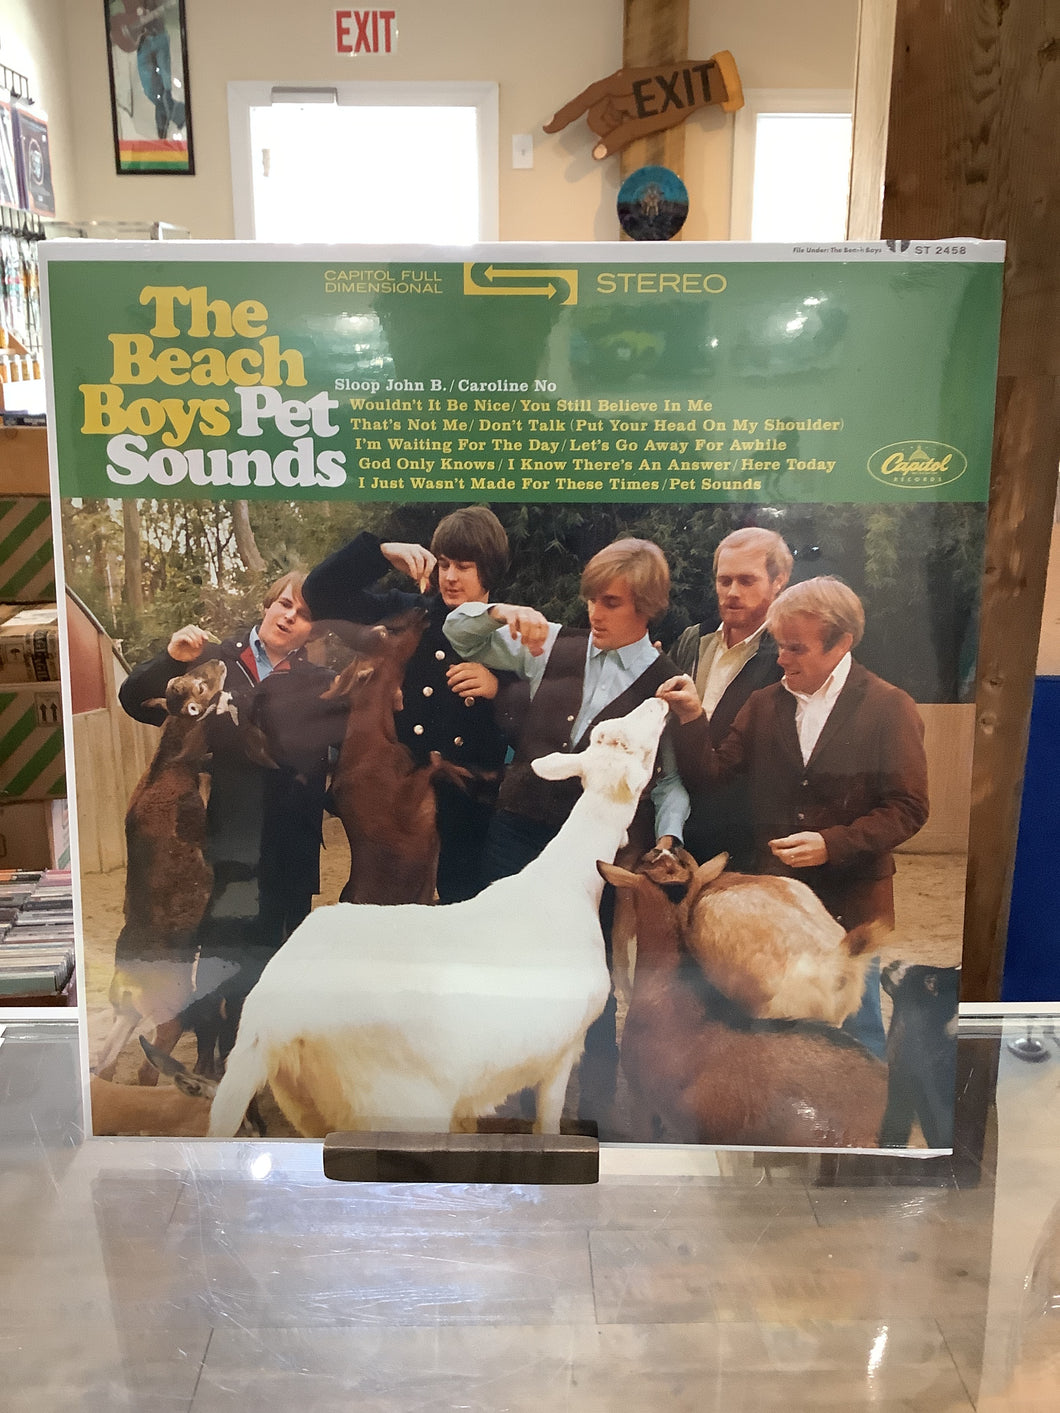 EXIT
EXIT
File Under: The Beach Boys
ST 2458
CAPITOL FULL
DIMENSIONAL
STEREO
The
Beach
Boys Pet
Sounds
Sloop John B. / Caroline No
Wouldn't It Be Nice / You Still Believe In Me
That's Not Me / Don't Talk (Put Your Head On My Shoulder)
I'm Waiting For The Day / Let's Go Away For Awhile
God Only Knows / I Know There's An Answer / Here Today
I Just Wasn't Made For These Times / Pet Sounds
Capitol
RECORDS